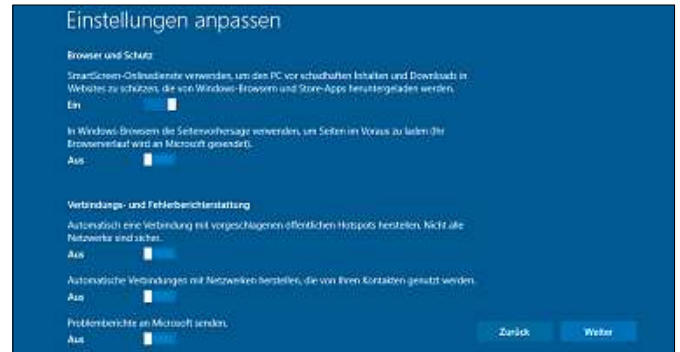 Einstellungen anpassen
Browser und Schutz
SmartScreen-Onlinedienste verwenden, um den PC vor schadhaften Inhalten und Downloads in
Websites zu schützen, die von Windows-Browsern und Store-Apps heruntergeladen werden.
Ein
In Windows-Browsern die Seitenvorhersage verwenden, um Seiten im Voraus zu laden (Ihr
Browserverlauf wird an Microsoft gesendet).
Aus
Verbindungs- und Fehlerberichterstattung
Automatisch eine Verbindung mit vorgeschlagenen öffentlichen Hotspots herstellen. Nicht alle
Netzwerke sind sicher.
Aus
Automatische Verbindungen mit Netzwerken herstellen, die von Ihren Kontakten genutzt werden.
Aus
Problemberichte an Microsoft senden.
Aus
Zurück
Weiter